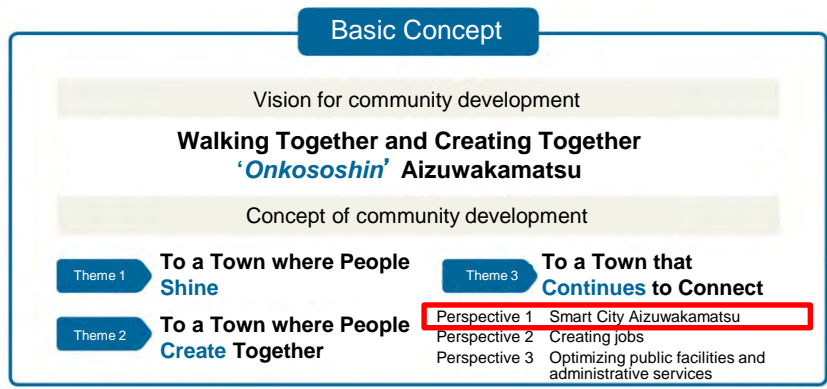 Basic Concept
Vision for community development
Walking Together and Creating Together
‘Onkososhin’ Aizuwakamatsu
Concept of community development
Theme 1
To a Town where People
Shine
Theme 2
To a Town where People
Create Together
Theme 3
To a Town that
Continues to Connect
Perspective 1 Smart City Aizuwakamatsu
Perspective 2 Creating jobs
Perspective 3 Optimizing public facilities and
administrative services